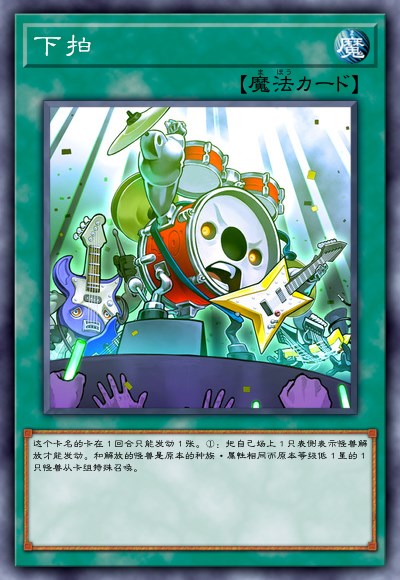 下拍
魔
【魔法カード】
ま ほう
这个卡名的卡在1回合只能发动1张。①：把自己场上1只表侧表示怪兽解
放才能发动。和解放的怪兽是原本的种族·属性相同而原本等级低1星的1
只怪兽从卡组特殊召唤。